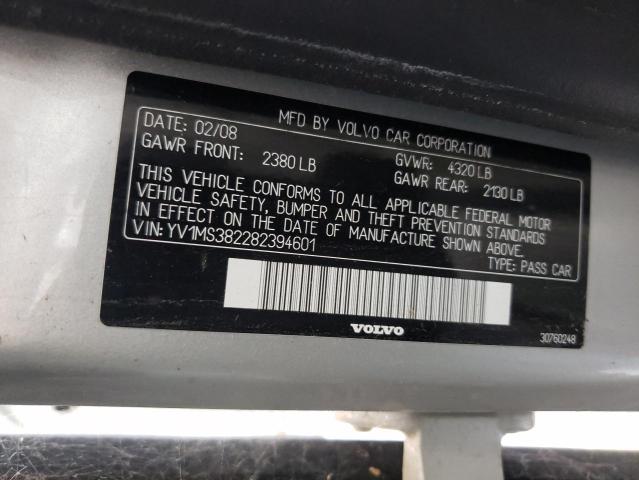 MFD BY VOLVO CAR CORPORATION
DATE: 02/08
GVWR: 4320 LB
GAWR FRONT: 2380 LB
GAWR REAR: 2130 LB
THIS VEHICLE CONFORMS TO ALL APPLICABLE FEDERAL MOTOR
VEHICLE SAFETY, BUMPER AND THEFT PREVENTION STANDARDS
IN EFFECT ON THE DATE OF MANUFACTURE SHOWN ABOVE.
VIN: YV1MS382282394601
TYPE: PASS CAR
VOLVO
30760248